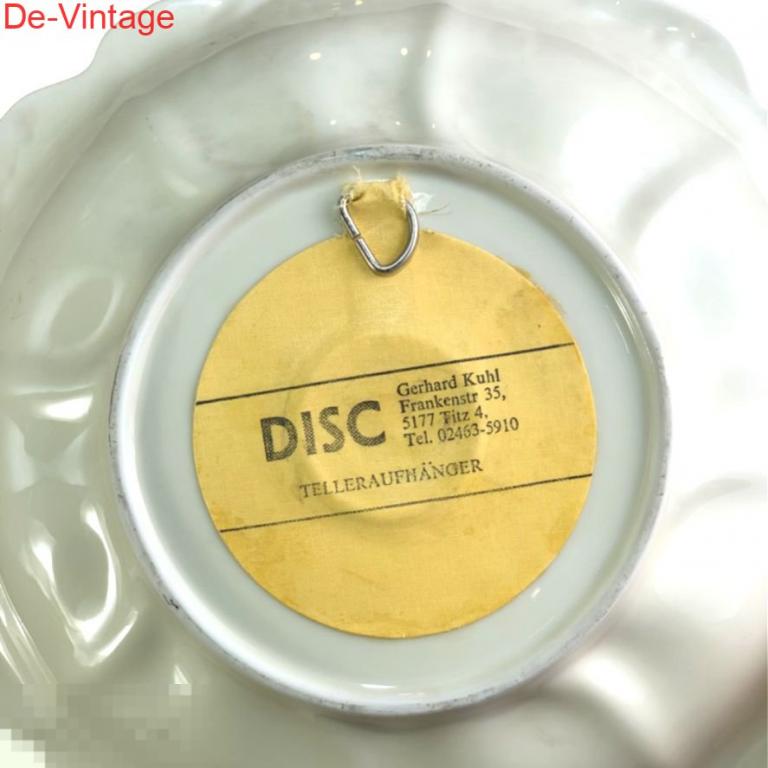 De-Vintage
DISC
Gerhard Kuhl
Frankenstr 35,
5177 Titz 4,
Tel. 02463-5910
TELLERAUFHÄNGER